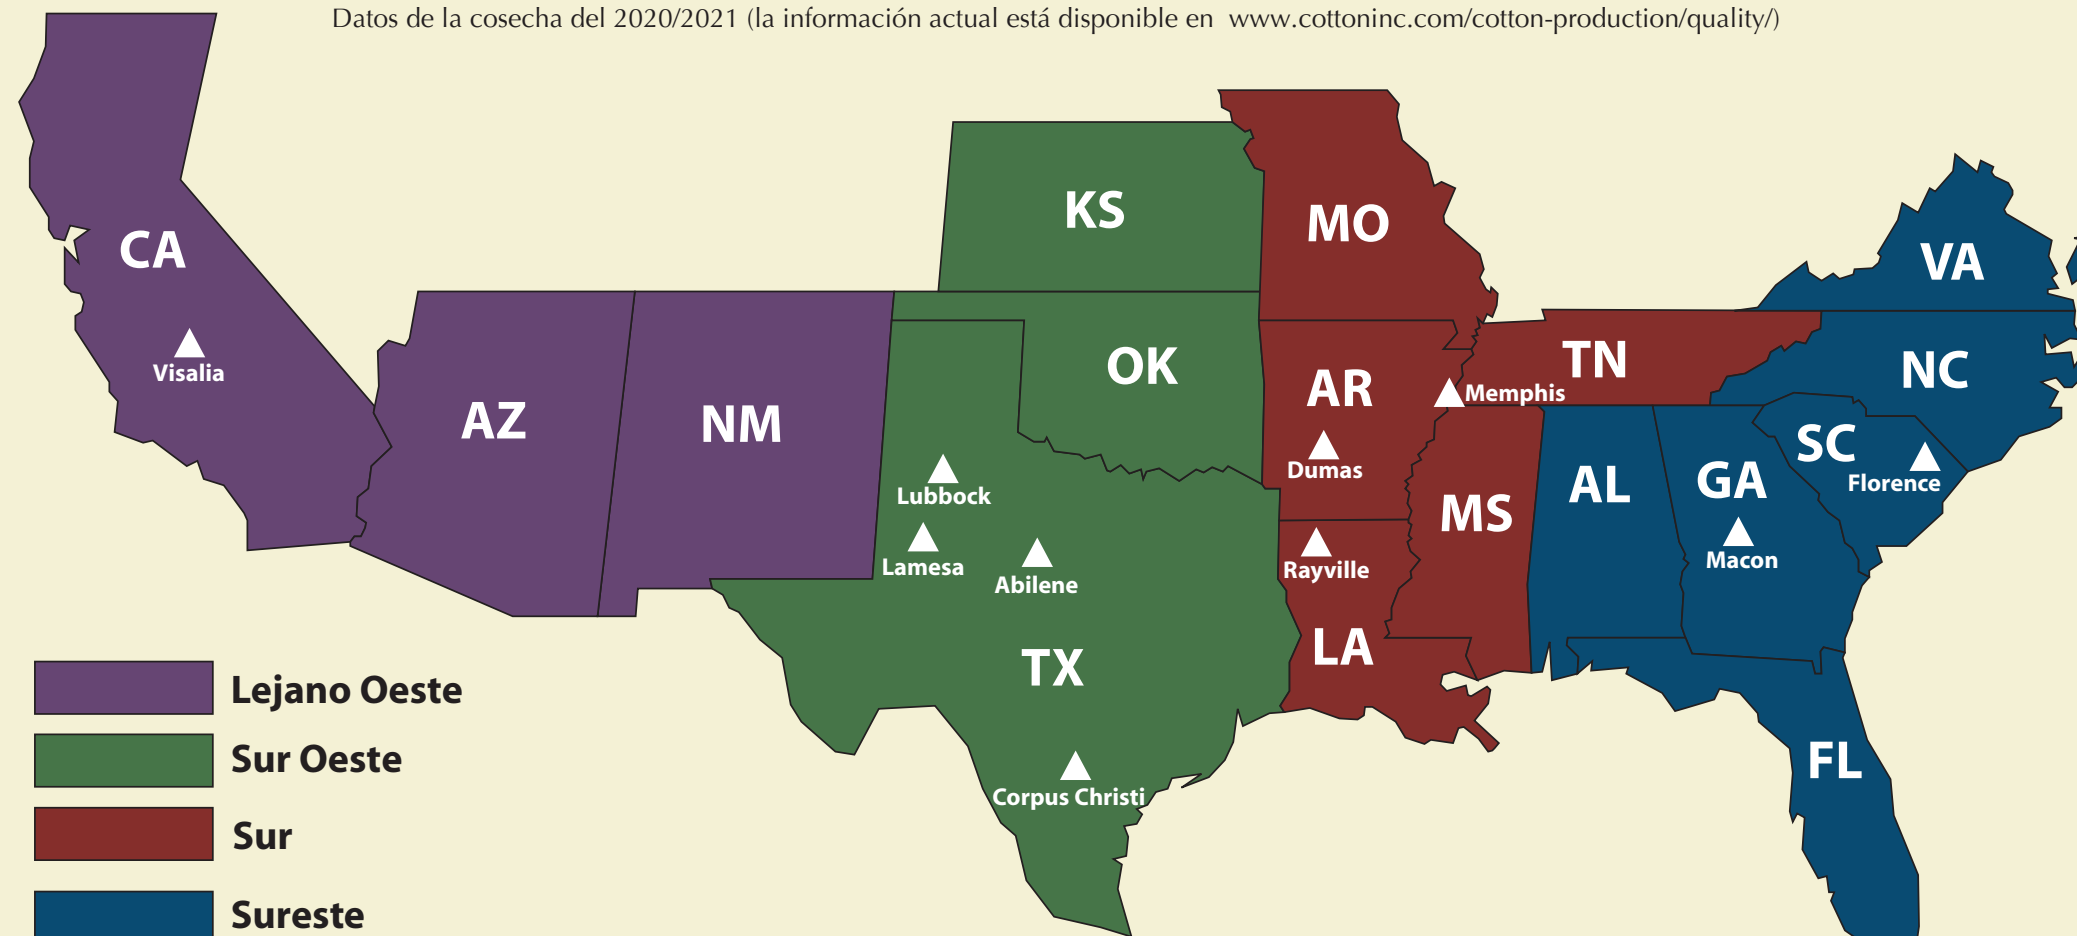 Datos de la cosecha del 2020/2021 (la información actual está disponible en www.cottoninc.com/cotton-production/quality/)
KS
MO
CA
VA
Visalia
OK
TN
NC
AR
Memphis
AZ
NM
SC
Dumas
Florence
Lubbock
MS
AL
GA
Lamesa
Abilene
Rayville
Macon
TX
LA
Lejano Oeste
Sur Oeste
FL
Corpus Christi
Sur
Sureste